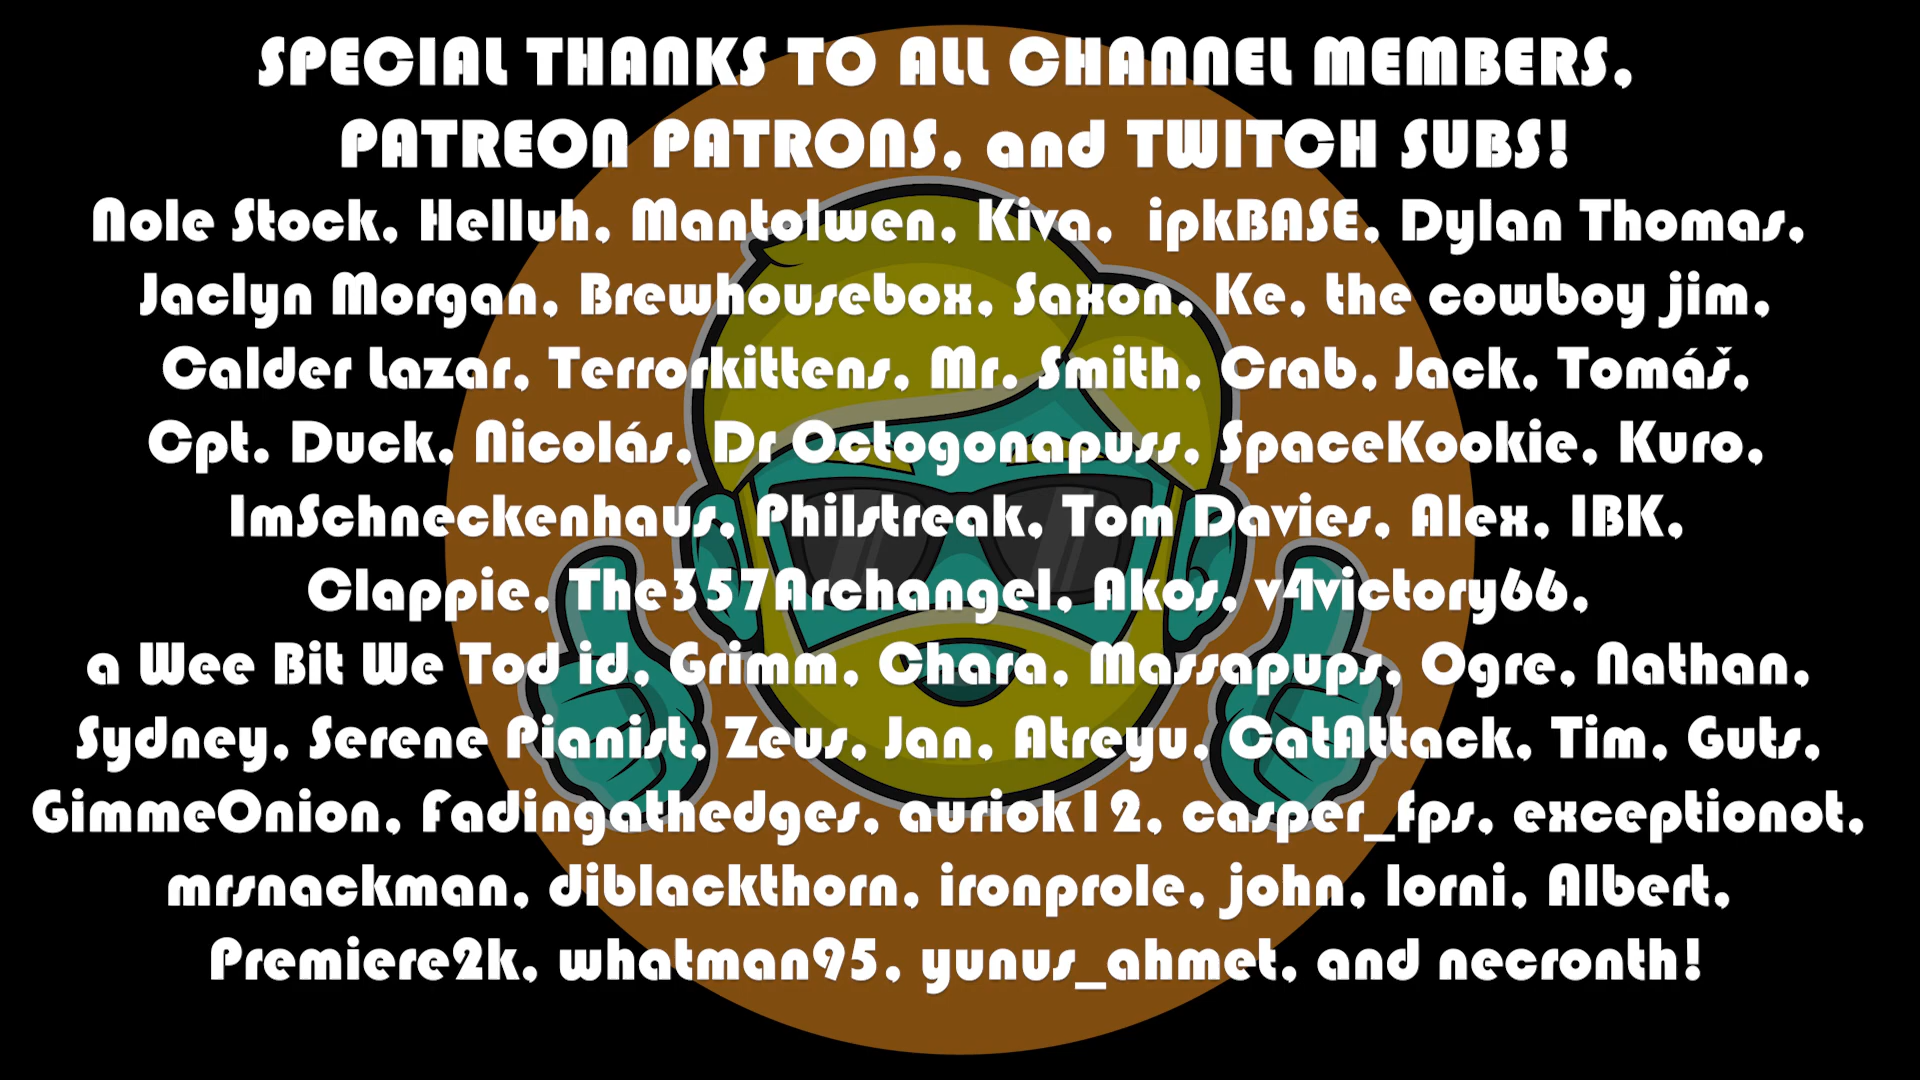 SPECIAL THANKS TO ALL CHANNEL MEMBERS,
PATREON PATRONS, and TWITCH SUBS!
Nole Stock, Helluh, Mantolwen, Kiva, ipkBASE, Dylan Thomas,
Jaclyn Morgan, Brewhousebox, Saxon, Ke, the cowboy jim,
Calder Lazar, Terrorkittens, Mr. Smith, Crab, Jack, Tomáš,
Cpt. Duck, Nicolás, Dr Octogonapuss, SpaceKookie, Kuro,
ImSchneckenhaus, Philstreak, Tom Davies, Alex, IBK,
Clappie, The357Archangel, Akos, v4victory66,
a Wee Bit We Tod id, Grimm, Chara, Massapups, Ogre, Nathan,
Sydney, Serene Pianist, Zeus, Jan, Atreyu, CatAttack, Tim, Guts,
GimmeOnion, Fadingathedges, auriok12, casper_fps, exceptionot,
mrsnackman, diblackthorn, ironprole, john, lorni, Albert,
Premiere2k, whatman95, yunus_ahmet, and necronth!